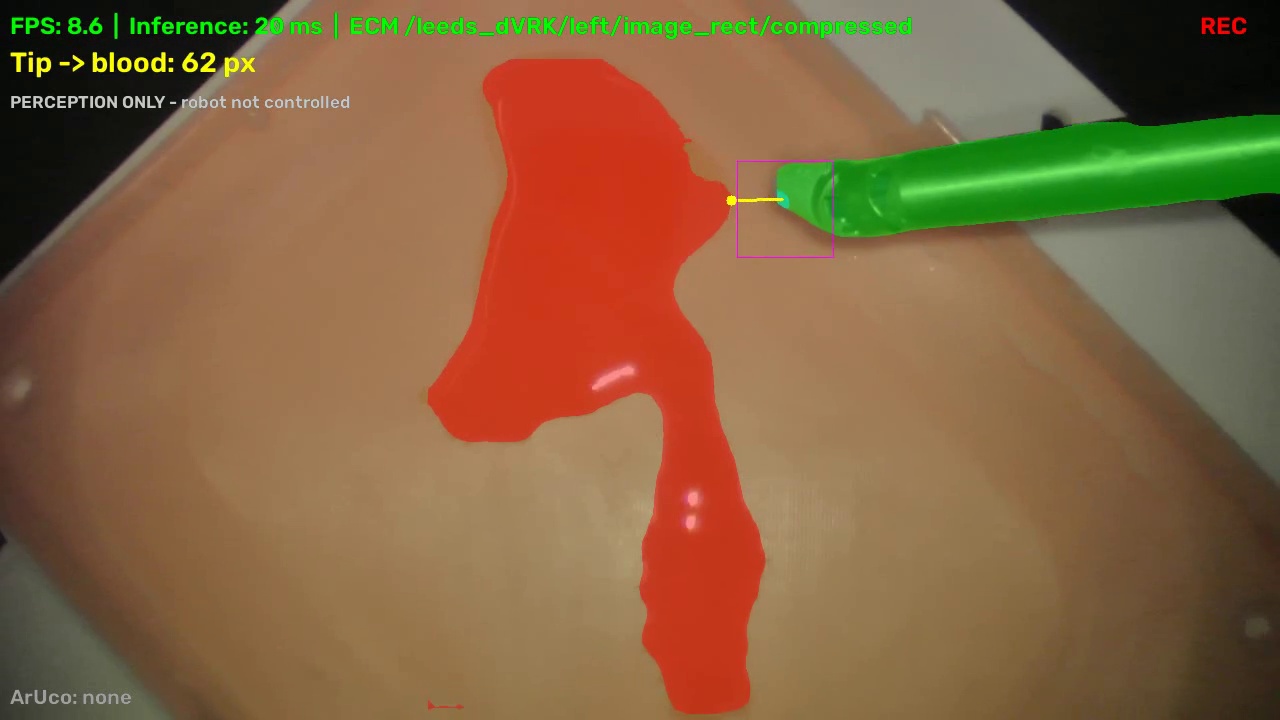 FPS: 8.6 | Inference: 20 ms | ECM /leeds_dVRK/left/image_rect/compressed
REC
Tip -> blood: 62 px
PERCEPTION ONLY - robot not controlled
ArUco: none